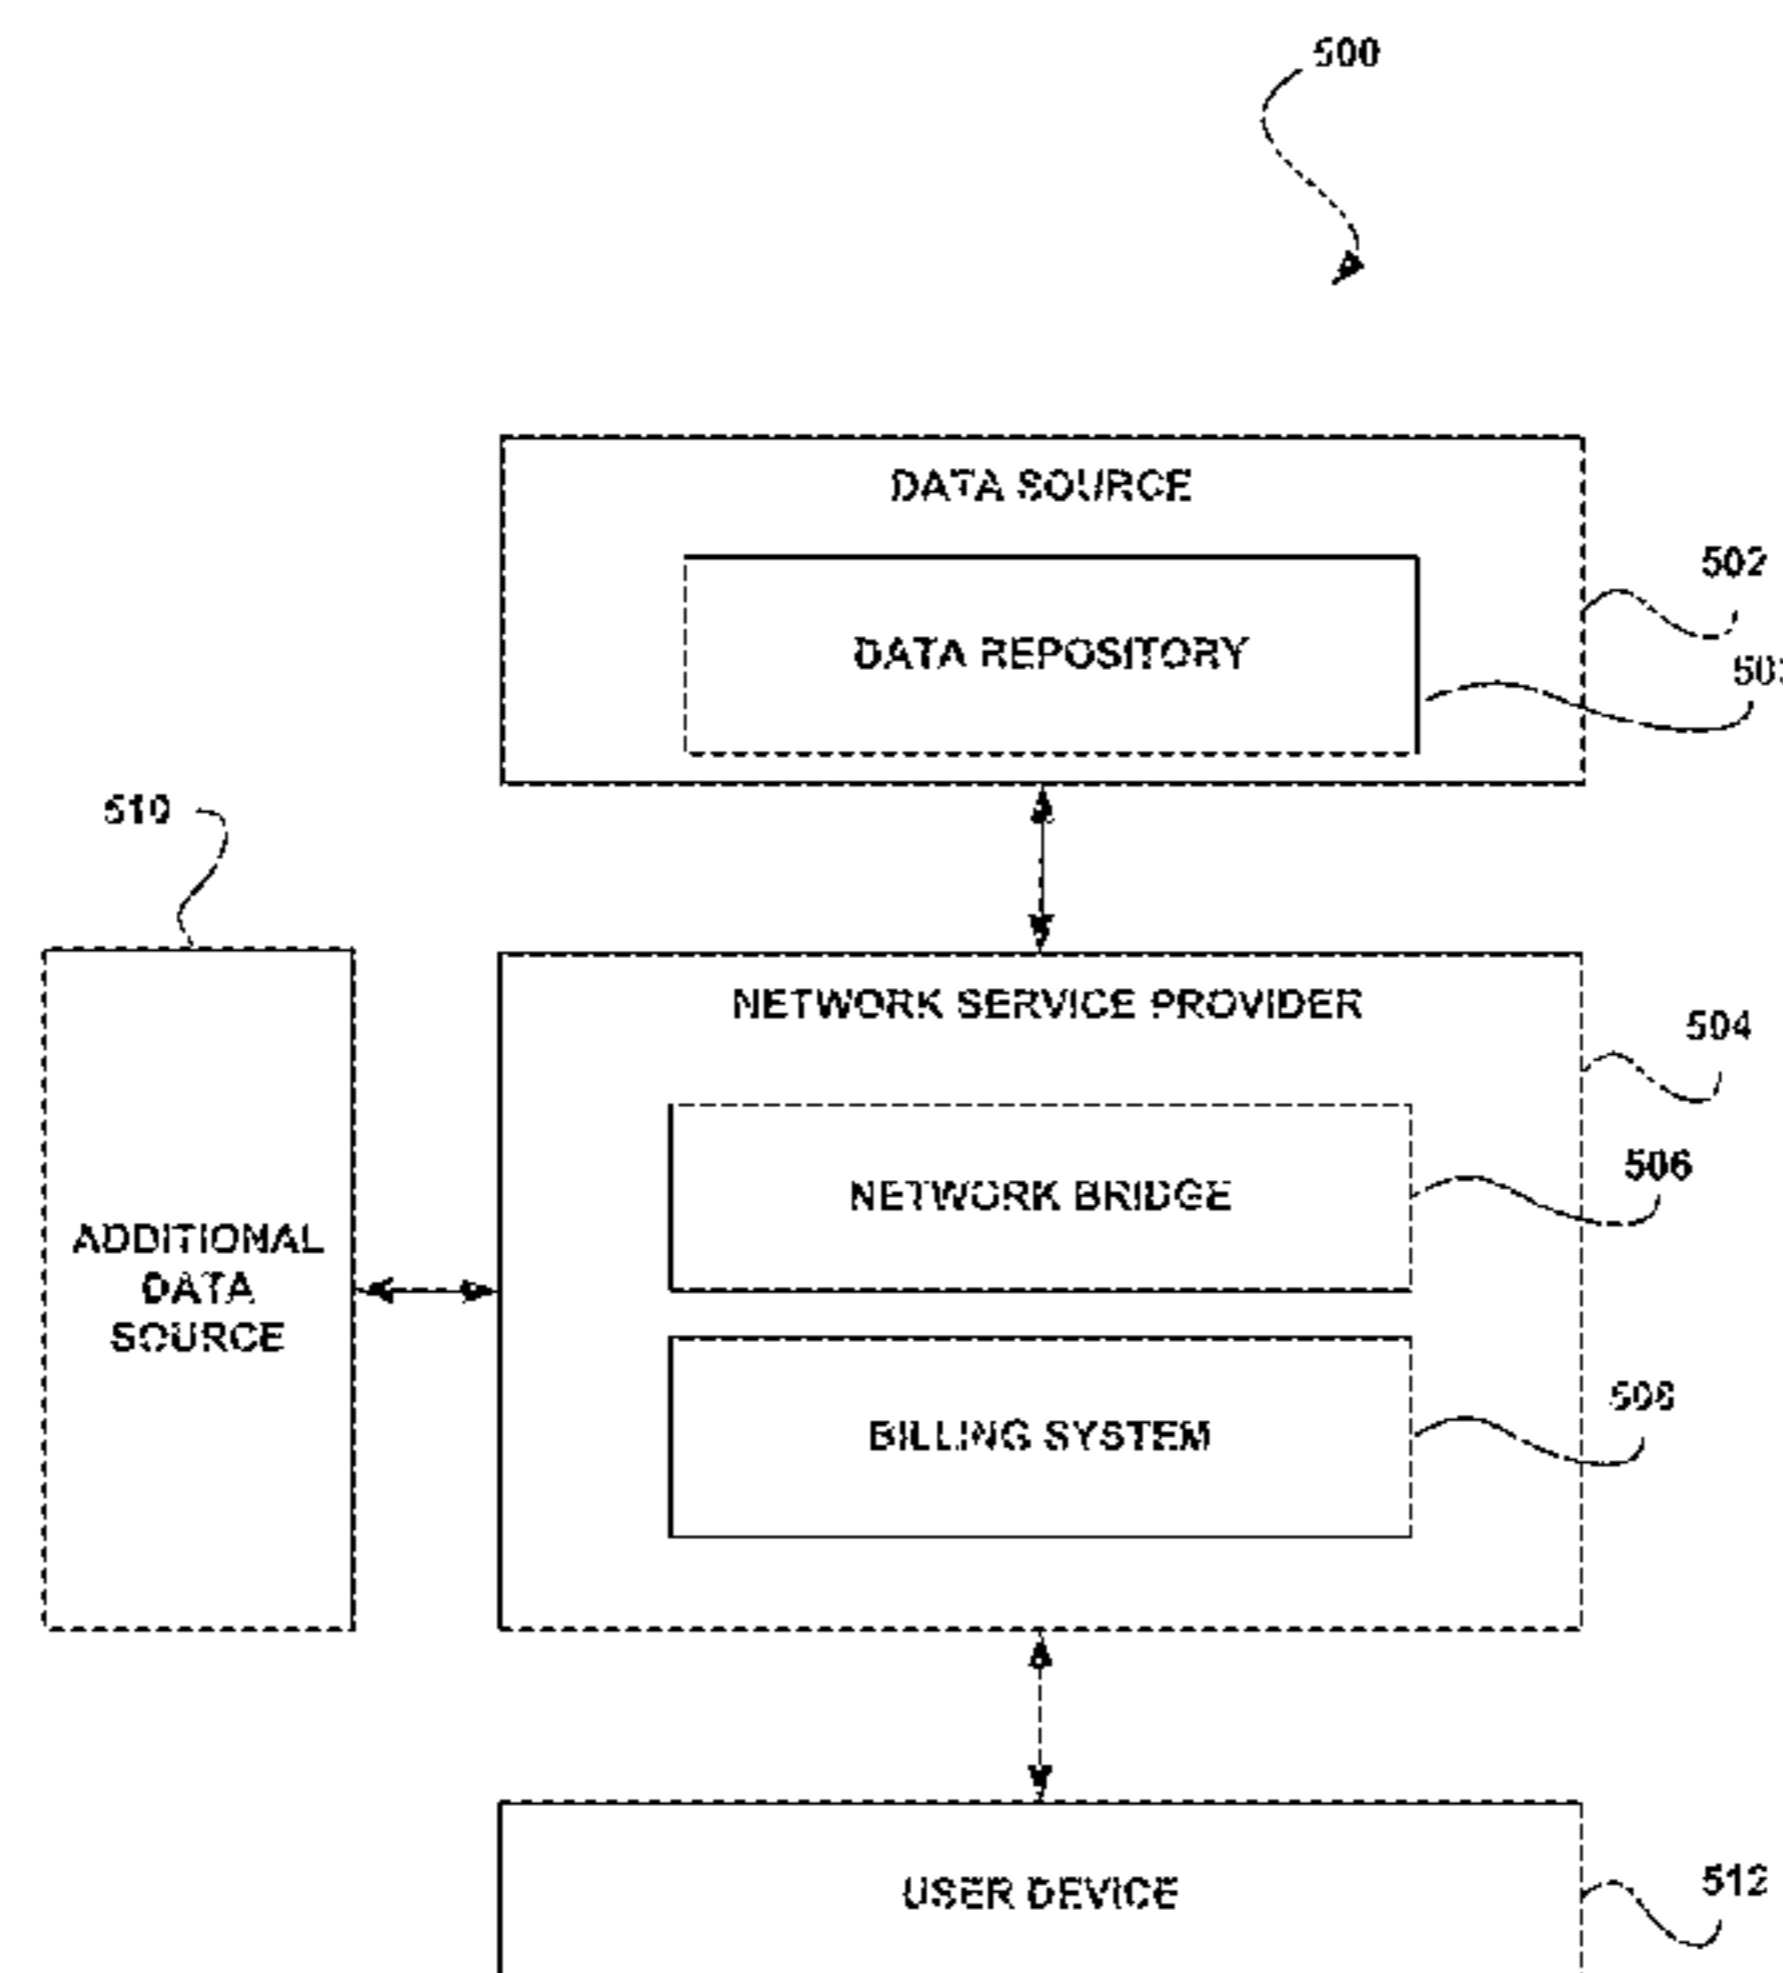 500
DATA SOURCE
502
DATA REPOSITORY
510
NETWORK SERVICE PROVIDER
504
506
NETWORK BRIDGE
ADDITIONAL
DATA
SOURCE
508
BILLING SYSTEM
USER DEVICE
512